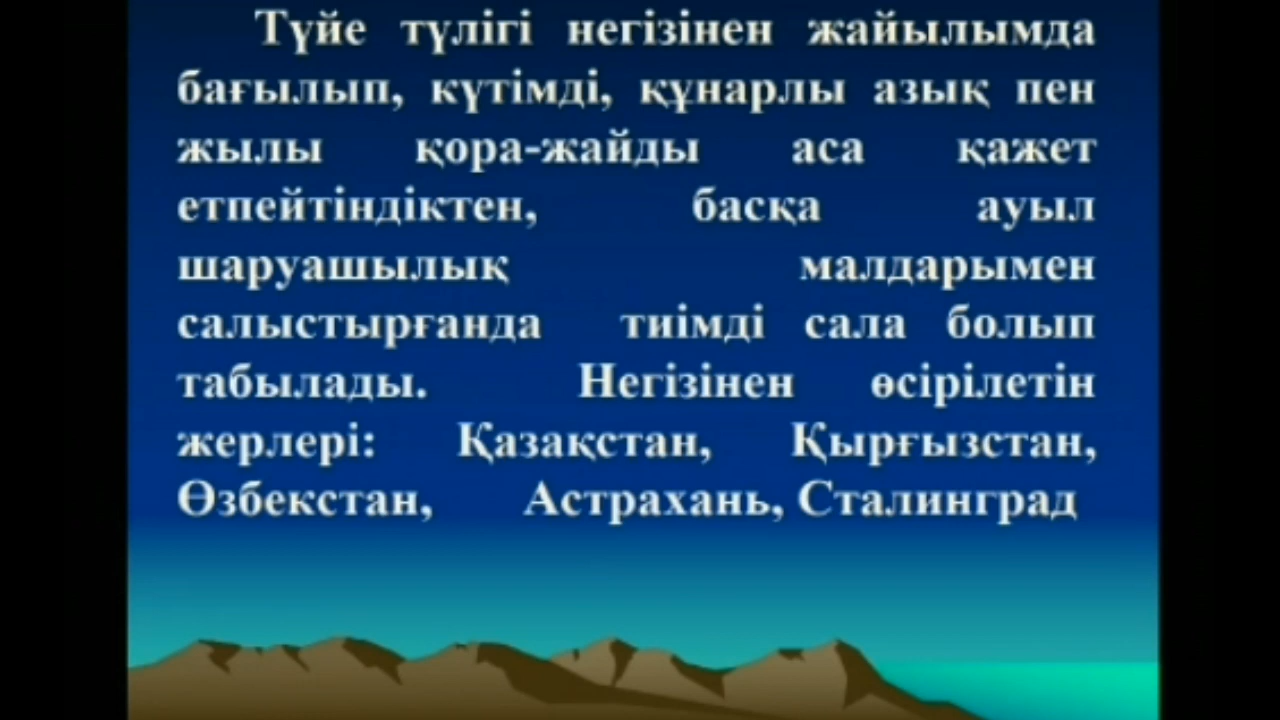 Түйе түлігі негізінен жайылымда
бағылып, күтімді, құнарлы азық пен
жылы қора-жайды аса қажет
етпейтіндіктен, басқа ауыл
шаруашылық малдарымен
салыстырғанда тиімді сала болып
табылады. Негізінен өсірілетін
жерлері: Қазақстан, Қырғызстан,
Өзбекстан, Астрахань, Сталинград